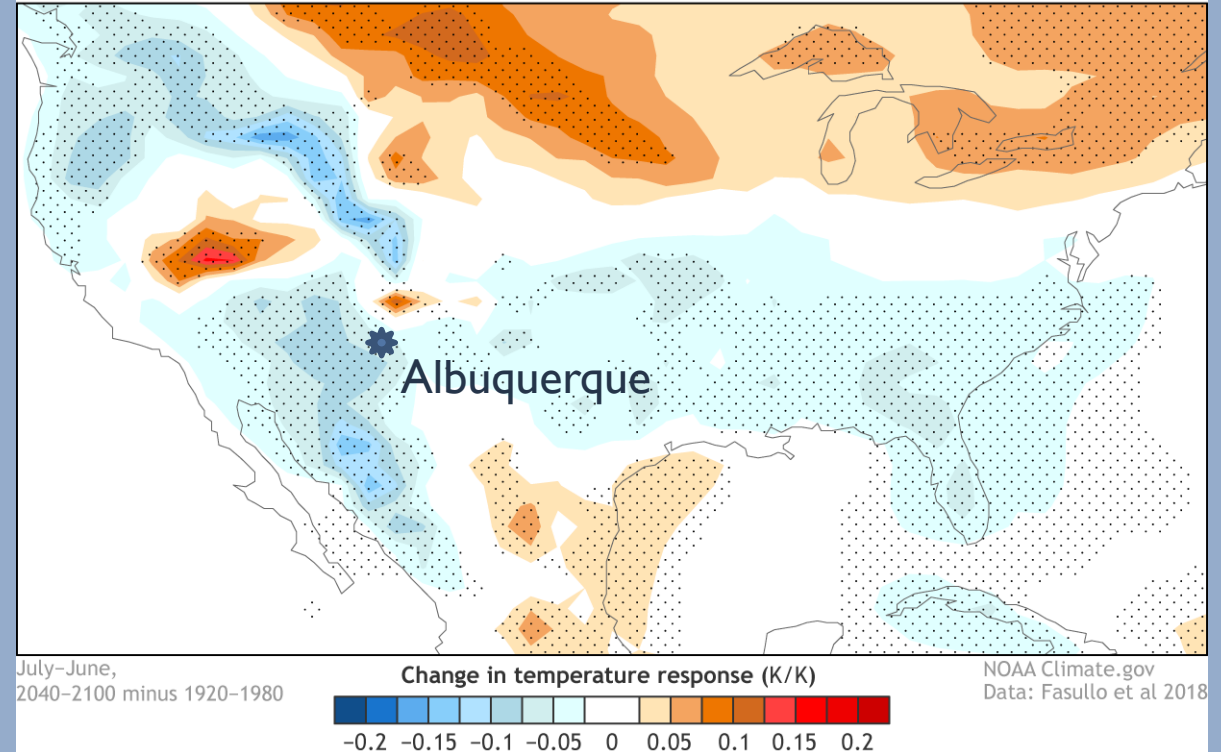 Albuquerque
July–June,
2040–2100 minus 1920–1980
Change in temperature response (K/K)
−0.2 −0.15 −0.1 −0.05 0 0.05 0.1 0.15 0.2
NOAA Climate.gov
Data: Fasullo et al 2018